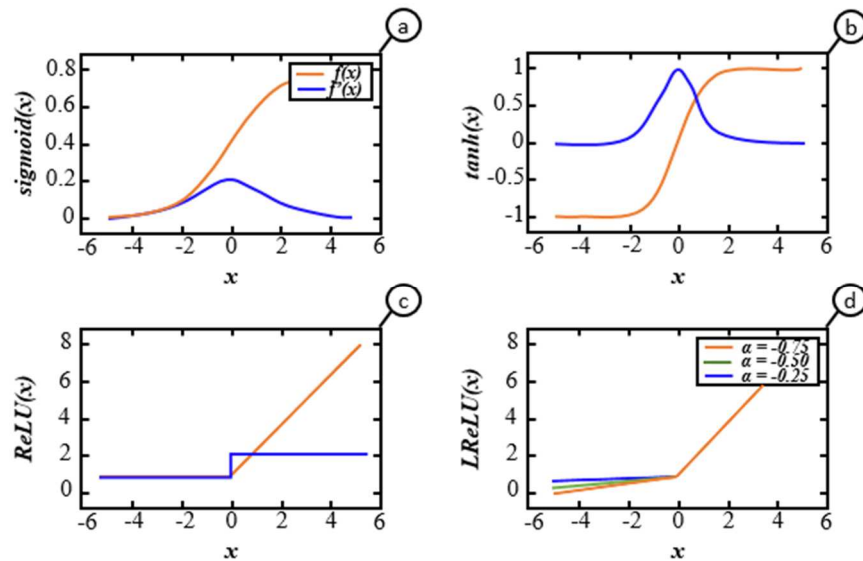 a
0.8
0.6
0.4
0.2
0
sigmoid(x)
f(x)
f'(x)
-6 -4 -2 0 2 4 6
x
b
1
0.5
0
-0.5
-1
tanh(x)
-6 -4 -2 0 2 4 6
x
c
8
6
4
2
0
ReLU(x)
-6 -4 -2 0 2 4 6
x
d
8
6
4
2
0
LReLU(x)
α = -0.75
α = -0.50
α = -0.25
-6 -4 -2 0 2 4 6
x